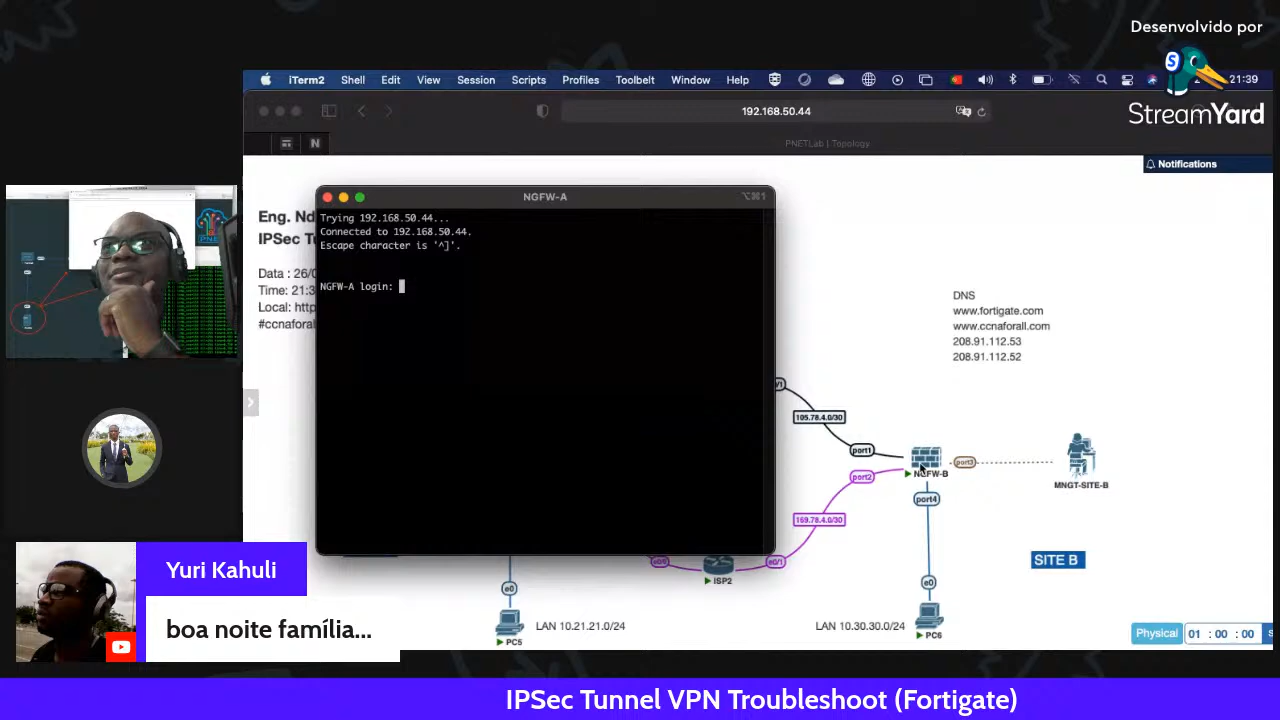 Desenvolvido por
StreamYard
iTerm2 Shell Edit View Session Scripts Profiles Toolbelt Window Help
21:39
192.168.50.44
N
PNETLab | Topology
Notifications
NGFW-A
⌥⌘1
Trying 192.168.50.44...
Connected to 192.168.50.44.
Escape character is '^]'.
NGFW-A login:
Eng.
IPSec
Data : 26/0
Time: 21:3
Local:
#ccnaforall
DNS
www.fortigate.com
www.ccnaforall.com
208.91.112.53
208.91.112.52
105.78.4.0/30
port1
port2
port3
port4
NGFW-B
MNGT-SITE-B
169.78.4.0/30
e0/0
e0/1
ISP2
SITE B
e0
e0
PC5
LAN 10.21.21.0/24
LAN 10.30.30.0/24
PC6
Physical
01 : 00 : 00
Yuri Kahuli
boa noite família...
IPSec Tunnel VPN Troubleshoot (Fortigate)